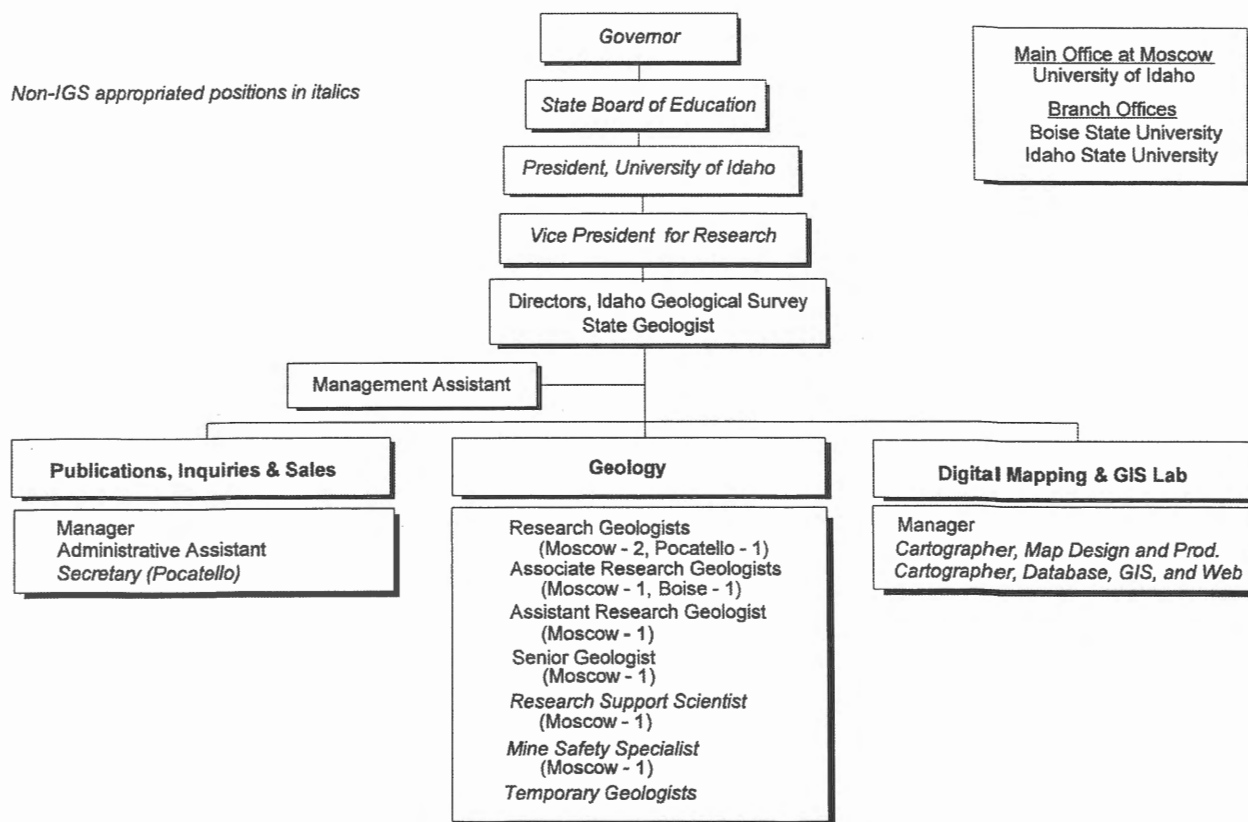 Governor
Main Office at Moscow
University of Idaho
Branch Offices
Boise State University
Idaho State University
Non-IGS appropriated positions in italics
State Board of Education
President, University of Idaho
Vice President for Research
Directors, Idaho Geological Survey
State Geologist
Management Assistant
Publications, Inquiries & Sales
Manager
Administrative Assistant
Secretary (Pocatello)
Geology
Research Geologists
(Moscow - 2, Pocatello - 1)
Associate Research Geologists
(Moscow - 1, Boise - 1)
Assistant Research Geologist
(Moscow - 1)
Senior Geologist
(Moscow - 1)
Research Support Scientist
(Moscow - 1)
Mine Safety Specialist
(Moscow - 1)
Temporary Geologists
Digital Mapping & GIS Lab
Manager
Cartographer, Map Design and Prod.
Cartographer, Database, GIS, and Web